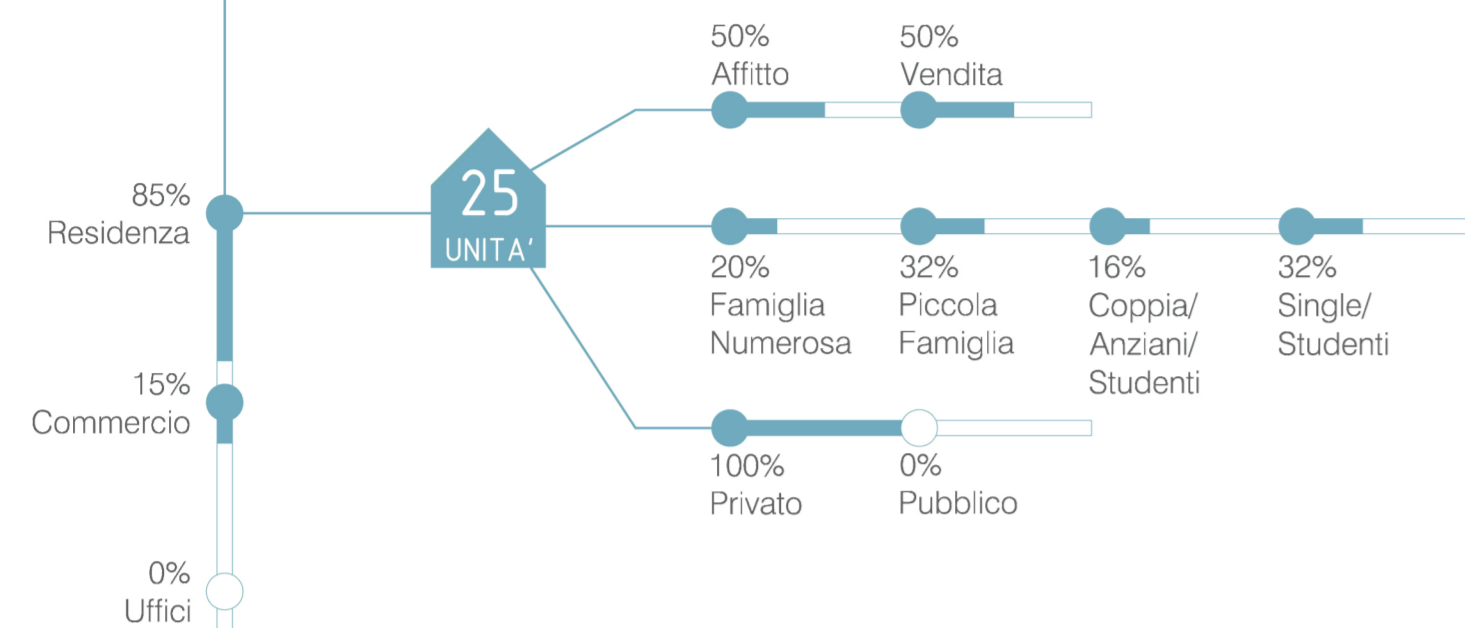 50%
Affitto
50%
Vendita
85%
Residenza
25
UNITA'
20%
Famiglia
Numerosa
32%
Piccola
Famiglia
16%
Coppia/
Anziani/
Studenti
32%
Single/
Studenti
15%
Commercio
100%
Privato
0%
Pubblico
0%
Uffici